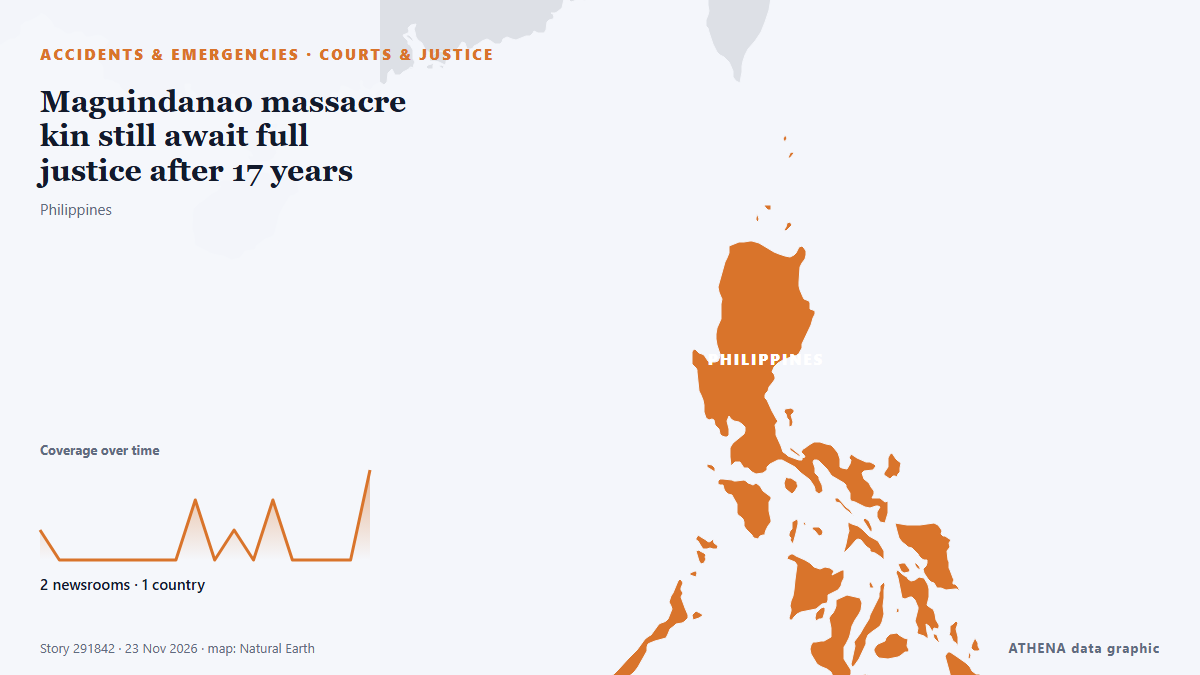 ACCIDENTS & EMERGENCIES · COURTS & JUSTICE
Maguindanao massacre
kin still await full
justice after 17 years
Philippines
PHILIPPINES
Coverage over time
2 newsrooms · 1 country
Story 291842 · 23 Nov 2026 · map: Natural Earth
ATHENA data graphic